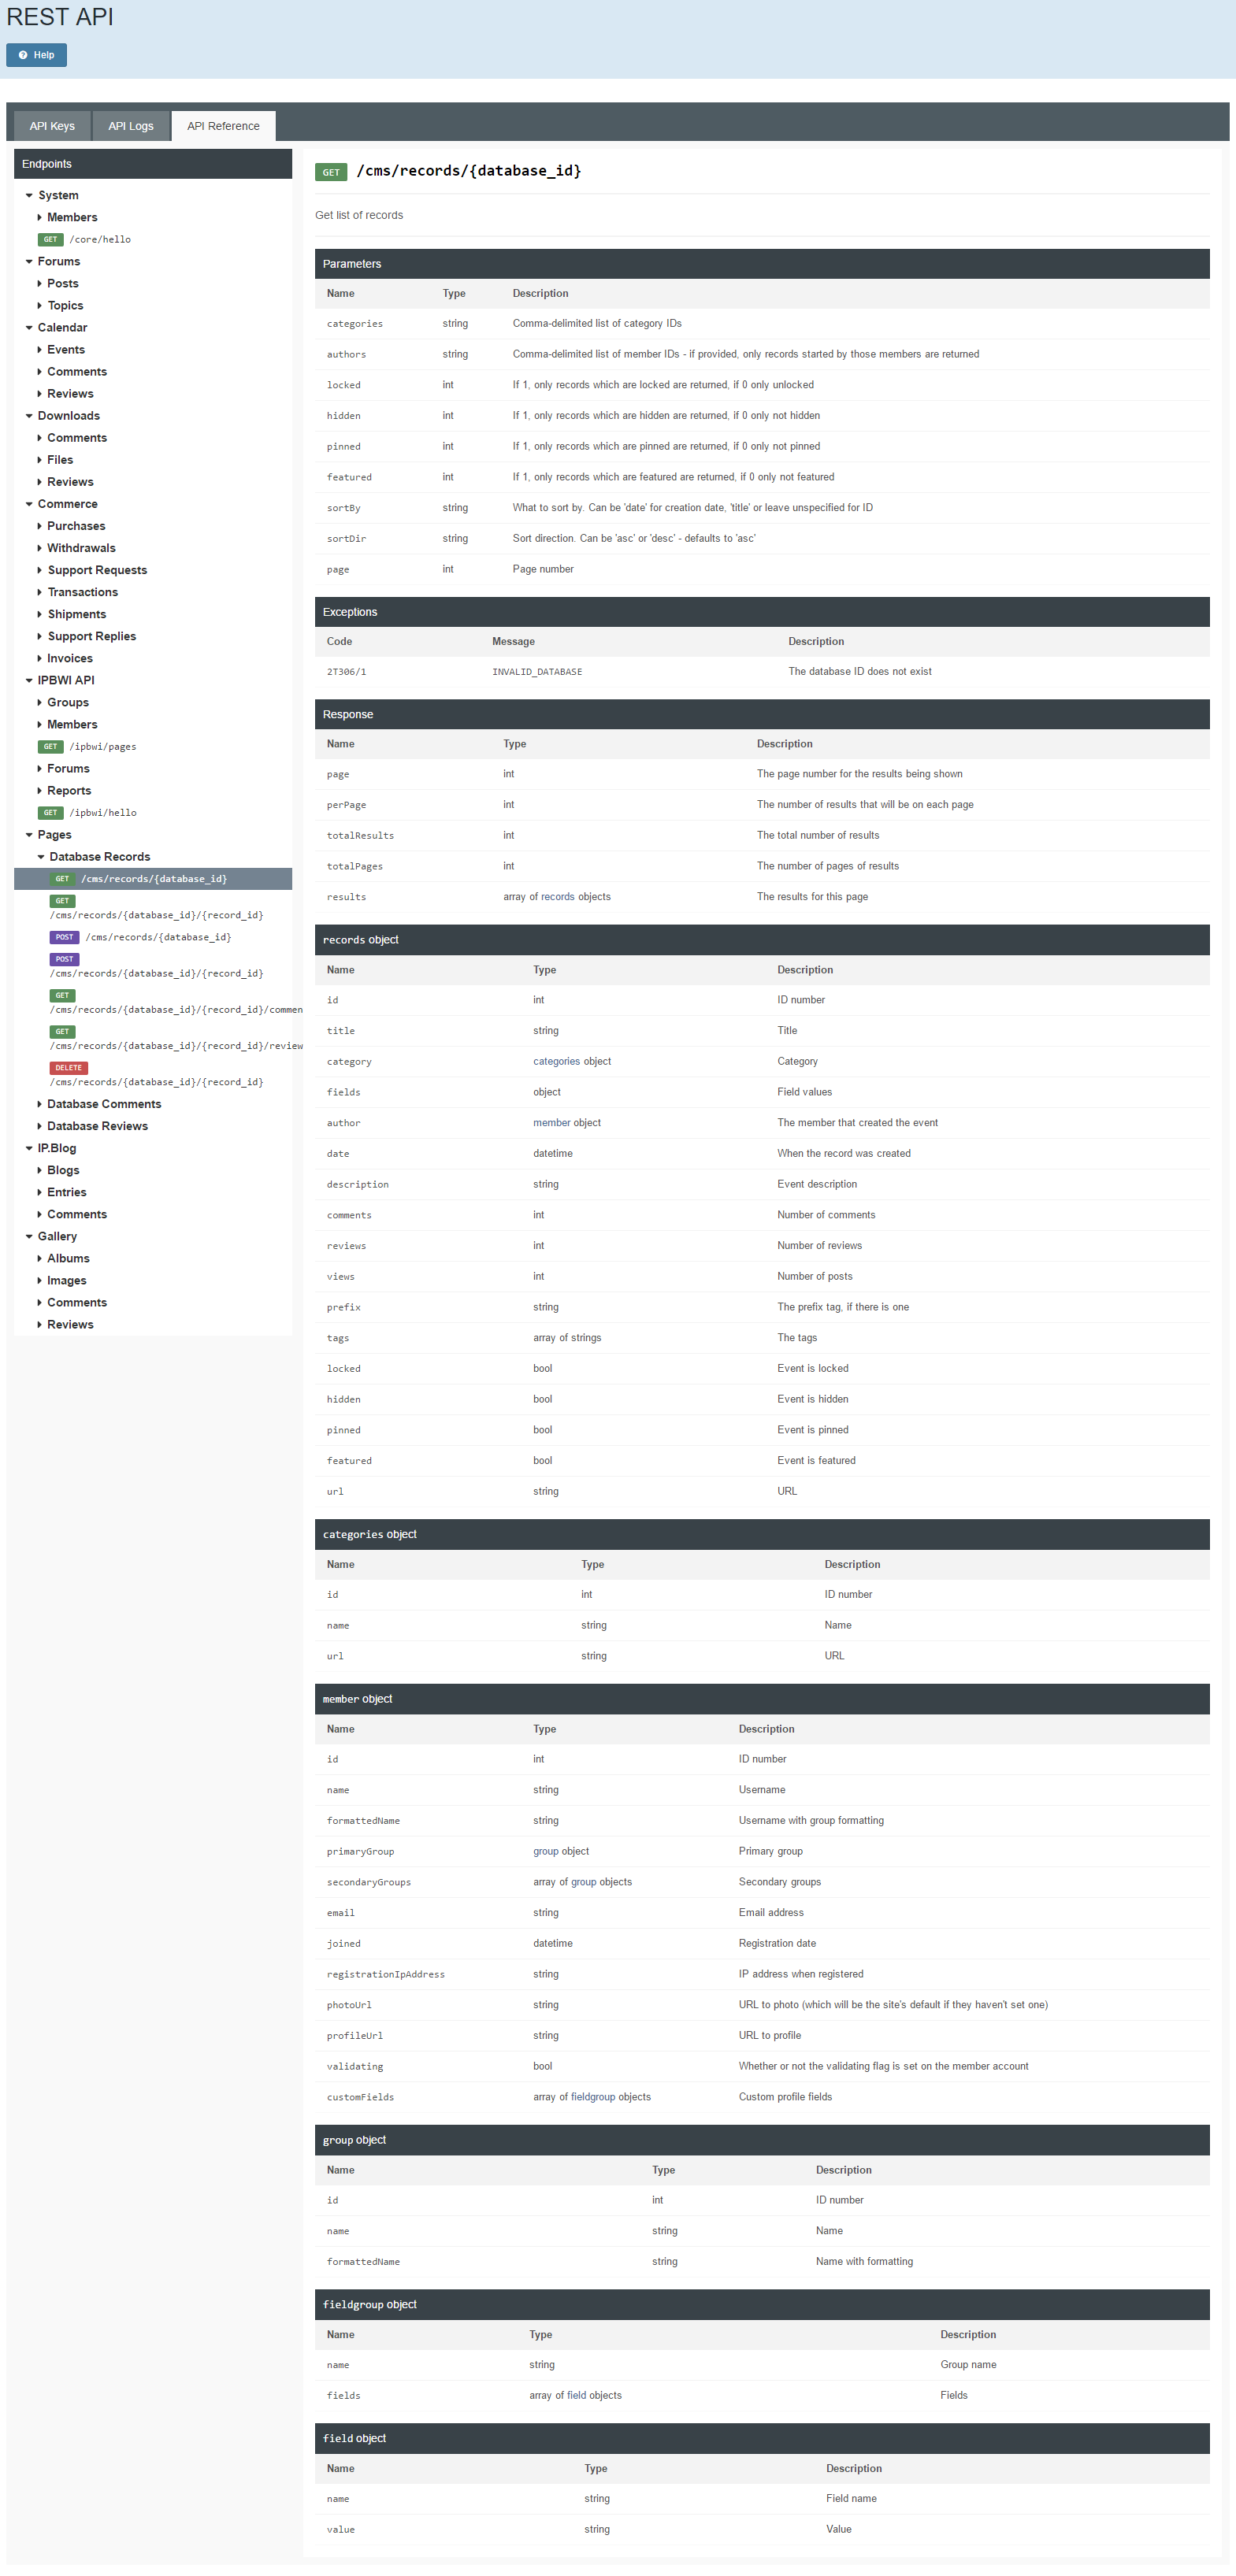 REST API
Help
API Keys API Logs API Reference
Endpoints
System
Members
GET /core/hello
Forums
Posts
Topics
Calendar
Events
Comments
Reviews
Downloads
Comments
Files
Reviews
Commerce
Purchases
Withdrawals
Support Requests
Transactions
Shipments
Support Replies
Invoices
IPBWI API
Groups
Members
GET /ipbwi/pages
Forums
Reports
GET /ipbwi/hello
Pages
Database Records
GET /cms/records/{database_id}
GET
/cms/records/{database_id}/{record_id}
POST /cms/records/{database_id}
POST
/cms/records/{database_id}/{record_id}
GET
/cms/records/{database_id}/{record_id}/commen
GET
/cms/records/{database_id}/{record_id}/review
DELETE
/cms/records/{database_id}/{record_id}
Database Comments
Database Reviews
IP.Blog
Blogs
Entries
Comments
Gallery
Albums
Images
Comments
Reviews
GET /cms/records/{database_id}
Get list of records
Parameters
Name Type Description
categories string Comma-delimited list of category IDs
authors string Comma-delimited list of member IDs - if provided, only records started by those members are returned
locked int If 1, only records which are locked are returned, if 0 only unlocked
hidden int If 1, only records which are hidden are returned, if 0 only not hidden
pinned int If 1, only records which are pinned are returned, if 0 only not pinned
featured int If 1, only records which are featured are returned, if 0 only not featured
sortBy string What to sort by. Can be 'date' for creation date, 'title' or leave unspecified for ID
sortDir string Sort direction. Can be 'asc' or 'desc' - defaults to 'asc'
page int Page number
Exceptions
Code Message Description
2T306/1 INVALID_DATABASE The database ID does not exist
Response
Name Type Description
page int The page number for the results being shown
perPage int The number of results that will be on each page
totalResults int The total number of results
totalPages int The number of pages of results
results array of records objects The results for this page
records object
Name Type Description
id int ID number
title string Title
category categories object Category
fields object Field values
author member object The member that created the event
date datetime When the record was created
description string Event description
comments int Number of comments
reviews int Number of reviews
views int Number of posts
prefix string The prefix tag, if there is one
tags array of strings The tags
locked bool Event is locked
hidden bool Event is hidden
pinned bool Event is pinned
featured bool Event is featured
url string URL
categories object
Name Type Description
id int ID number
name string Name
url string URL
member object
Name Type Description
id int ID number
name string Username
formattedName string Username with group formatting
primaryGroup group object Primary group
secondaryGroups array of group objects Secondary groups
email string Email address
joined datetime Registration date
registrationIpAddress string IP address when registered
photoUrl string URL to photo (which will be the site's default if they haven't set one)
profileUrl string URL to profile
validating bool Whether or not the validating flag is set on the member account
customFields array of fieldgroup objects Custom profile fields
group object
Name Type Description
id int ID number
name string Name
formattedName string Name with formatting
fieldgroup object
Name Type Description
name string Group name
fields array of field objects Fields
field object
Name Type Description
name string Field name
value string Value